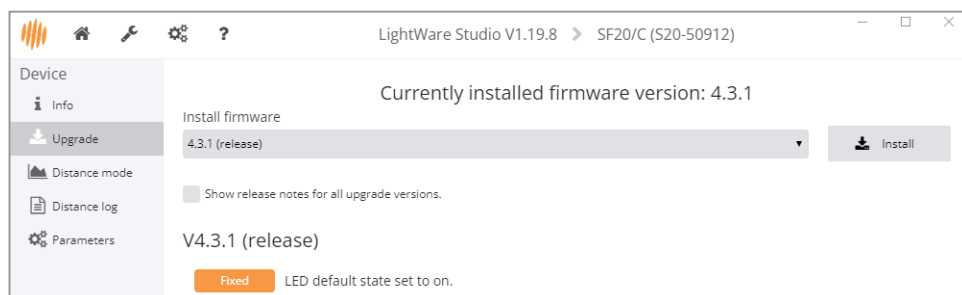 ? LightWare Studio V1.19.8 > SF20/C (S20-50912)
Device
Info
Upgrade
Distance mode
Distance log
Parameters
Currently installed firmware version: 4.3.1
Install firmware
4.3.1 (release)
Install
Show release notes for all upgrade versions.
V4.3.1 (release)
Fixed LED default state set to on.